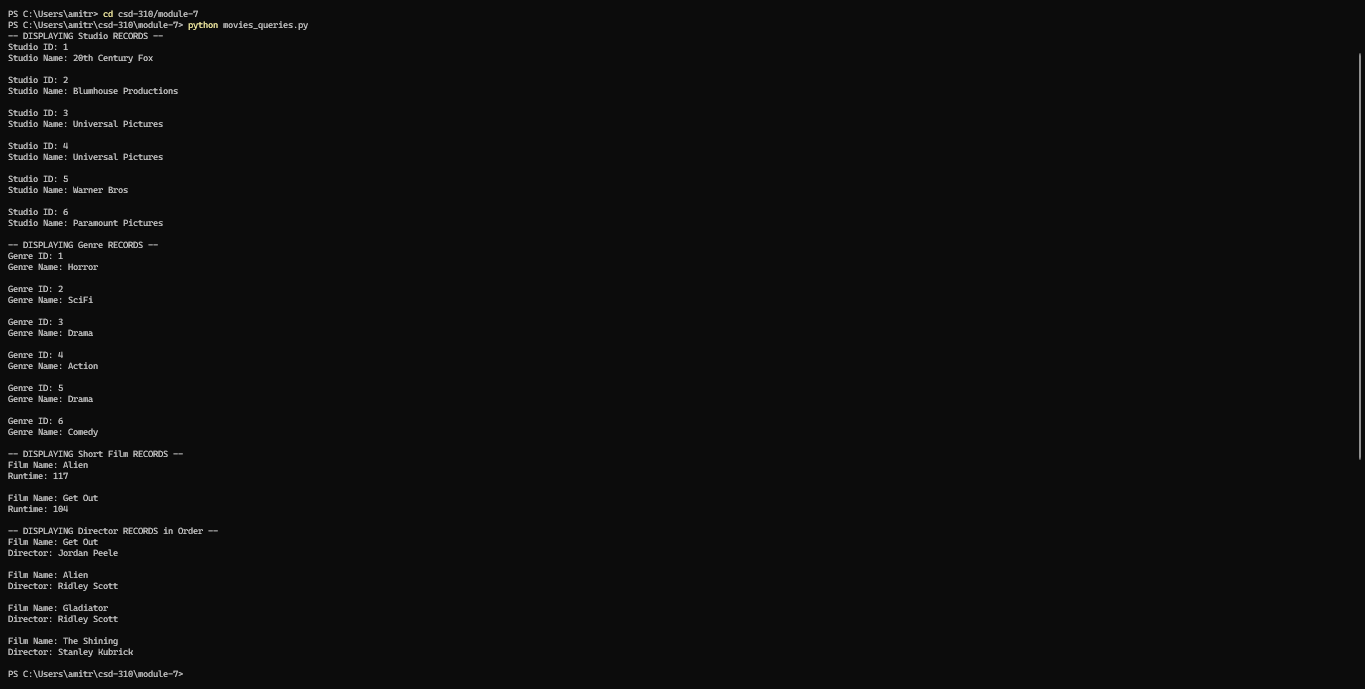 PS C:\Users\amitr> cd csd-310/module-7
PS C:\Users\amitr\csd-310\module-7> python movies_queries.py
-- DISPLAYING Studio RECORDS --
Studio ID: 1
Studio Name: 20th Century Fox
Studio ID: 2
Studio Name: Blumhouse Productions
Studio ID: 3
Studio Name: Universal Pictures
Studio ID: 4
Studio Name: Universal Pictures
Studio ID: 5
Studio Name: Warner Bros
Studio ID: 6
Studio Name: Paramount Pictures
-- DISPLAYING Genre RECORDS --
Genre ID: 1
Genre Name: Horror
Genre ID: 2
Genre Name: SciFi
Genre ID: 3
Genre Name: Drama
Genre ID: 4
Genre Name: Action
Genre ID: 5
Genre Name: Drama
Genre ID: 6
Genre Name: Comedy
-- DISPLAYING Short Film RECORDS --
Film Name: Alien
Runtime: 117
Film Name: Get Out
Runtime: 104
-- DISPLAYING Director RECORDS in Order --
Film Name: Get Out
Director: Jordan Peele
Film Name: Alien
Director: Ridley Scott
Film Name: Gladiator
Director: Ridley Scott
Film Name: The Shining
Director: Stanley Kubrick
PS C:\Users\amitr\csd-310\module-7>